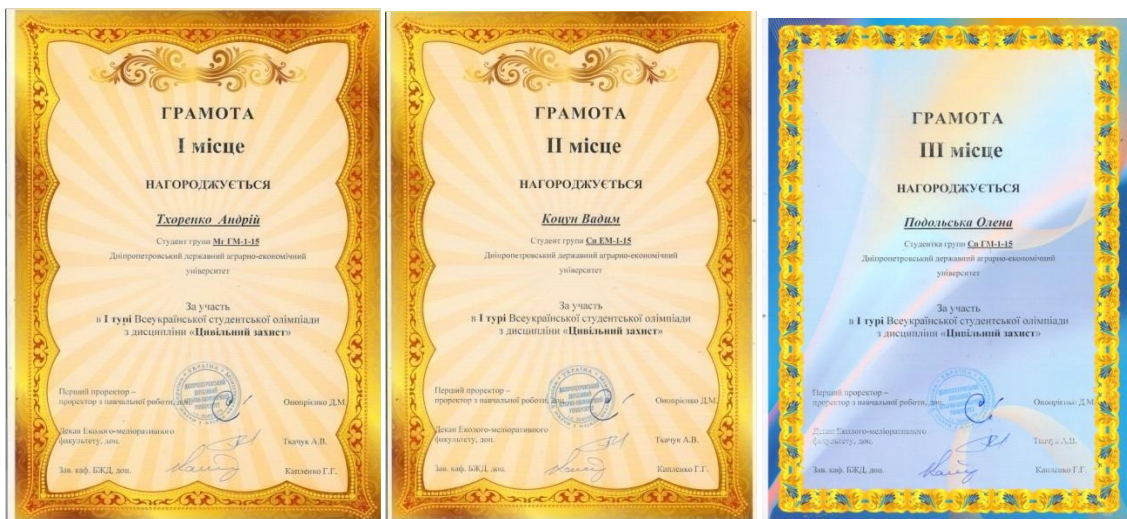 ГРАМОТА
I місце
НАГОРОДЖУЄТЬСЯ
Тхоренко Андрій
Студент групи Мг ГМ-1-15
Дніпропетровський державний аграрно-економічний
університет
За участь
в I турі Всеукраїнської студентської олімпіади
з дисципліни «Цивільний захист»
Перший проректор –
проректор з навчальної роботи, доц. Онопрієнко Д.М.
Декан Еколого-меліоративного
факультету, доц. Ткачук А.В.
Зав. каф. БЖД, доц. Капленко Г.Г.
ГРАМОТА
II місце
НАГОРОДЖУЄТЬСЯ
Коцун Вадим
Студент групи Сп ЕМ-1-15
Дніпропетровський державний аграрно-економічний
університет
За участь
в I турі Всеукраїнської студентської олімпіади
з дисципліни «Цивільний захист»
Перший проректор –
проректор з навчальної роботи, доц. Онопрієнко Д.М.
Декан Еколого-меліоративного
факультету, доц. Ткачук А.В.
Зав. каф. БЖД, доц. Капленко Г.Г.
ГРАМОТА
III місце
НАГОРОДЖУЄТЬСЯ
Подольська Олена
Студентка групи Сп ГМ-1-15
Дніпропетровський державний аграрно-економічний
університет
За участь
в I турі Всеукраїнської студентської олімпіади
з дисципліни «Цивільний захист»
Перший проректор –
проректор з навчальної роботи, доц. Онопрієнко Д.М.
Декан Еколого-меліоративного
факультету, доц. Ткачук А.В.
Зав. каф. БЖД, доц. Капленко Г.Г.